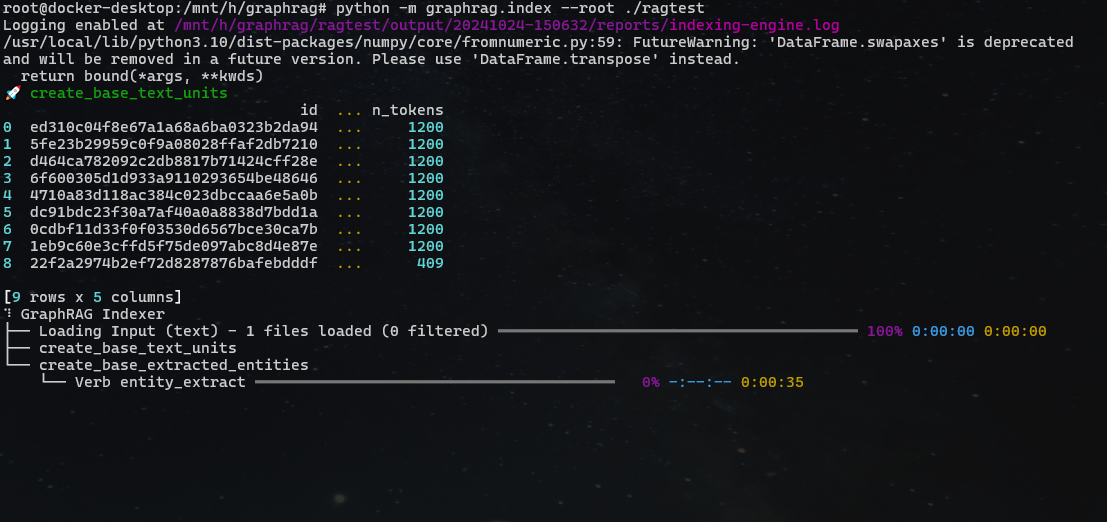 root@docker-desktop:/mnt/h/graphrag# python -m graphrag.index --root ./ragtest
Logging enabled at /mnt/h/graphrag/ragtest/output/20241024-150632/reports/indexing-engine.log
/usr/local/lib/python3.10/dist-packages/numpy/core/fromnumeric.py:59: FutureWarning: 'DataFrame.swapaxes' is deprecated
and will be removed in a future version. Please use 'DataFrame.transpose' instead.
  return bound(*args, **kwds)
🚀 create_base_text_units
                                 id  ... n_tokens
0  ed310c04f8e67a1a68a6ba0323b2da94  ...     1200
1  5fe23b29959c0f9a08028ffaf2db7210  ...     1200
2  d464ca782092c2db8817b71424cff28e  ...     1200
3  6f600305d1d933a9110293654be48646  ...     1200
4  4710a83d118ac384c023dbccaa6e5a0b  ...     1200
5  dc91bdc23f30a7af40a0a8838d7bdd1a  ...     1200
6  0cdbf11d33f0f03530d6567bce30ca7b  ...     1200
7  1eb9c60e3cffd5f75de097abc8d4e87e  ...     1200
8  22f2a2974b2ef72d8287876bafebdddf  ...      409
[9 rows x 5 columns]
⠹ GraphRAG Indexer
├── Loading Input (text) - 1 files loaded (0 filtered) ━━━━━━━━━━━━━━━━━━━━━━━━━━━━━━━━━━━━━━━━ 100% 0:00:00 0:00:00
├── create_base_text_units
└── create_base_extracted_entities
    └── Verb entity_extract ━━━━━━━━━━━━━━━━━━━━━━━━━━━━━━━━━━━━━━━━   0% -:--:-- 0:00:35